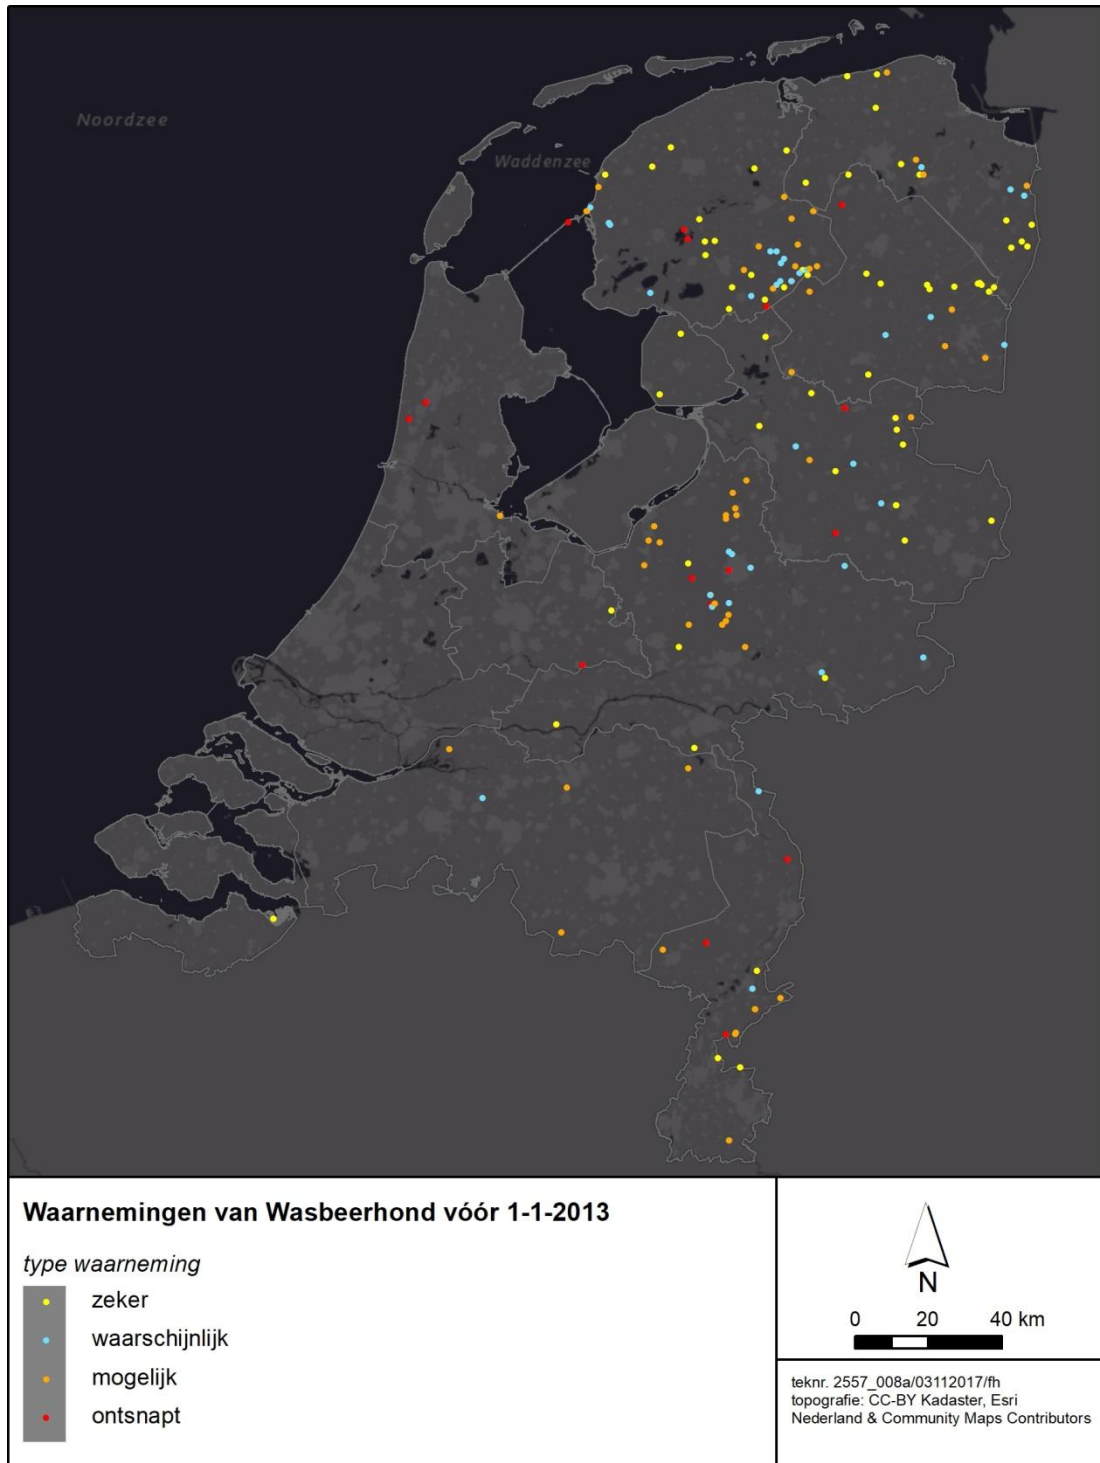 Noordzee
Waddenzee
Waarnemingen van Wasbeerhond vóór 1-1-2013
type waarneming
zeker
waarschijnlijk
mogelijk
ontsnapt
N
0 20 40 km
teknr. 2557_008a/03112017/fh
topografie: CC-BY Kadaster, Esri
Nederland & Community Maps Contributors